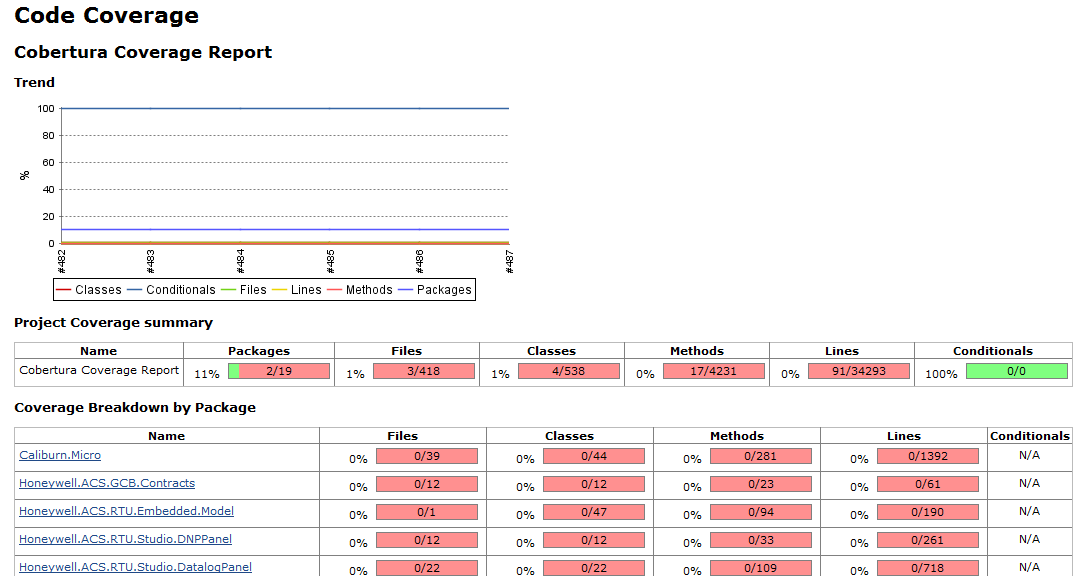 Code Coverage
Cobertura Coverage Report
Trend
100
80
60
40
20
0
%
#482 #483 #484 #485 #486 #487
Classes Conditionals Files Lines Methods Packages
Project Coverage summary
Name Packages Files Classes Methods Lines Conditionals
Cobertura Coverage Report 11% 2/19 1% 3/418 1% 4/538 0% 17/4231 0% 91/34293 100% 0/0
Coverage Breakdown by Package
Name Files Classes Methods Lines Conditionals
Caliburn.Micro 0% 0/39 0% 0/44 0% 0/281 0% 0/1392 N/A
Honeywell.ACS.GCB.Contracts 0% 0/12 0% 0/12 0% 0/23 0% 0/61 N/A
Honeywell.ACS.RTU.Embedded.Model 0% 0/1 0% 0/47 0% 0/94 0% 0/190 N/A
Honeywell.ACS.RTU.Studio.DNPPanel 0% 0/12 0% 0/12 0% 0/33 0% 0/261 N/A
Honeywell.ACS.RTU.Studio.DatalogPanel 0% 0/22 0% 0/22 0% 0/109 0% 0/718 N/A